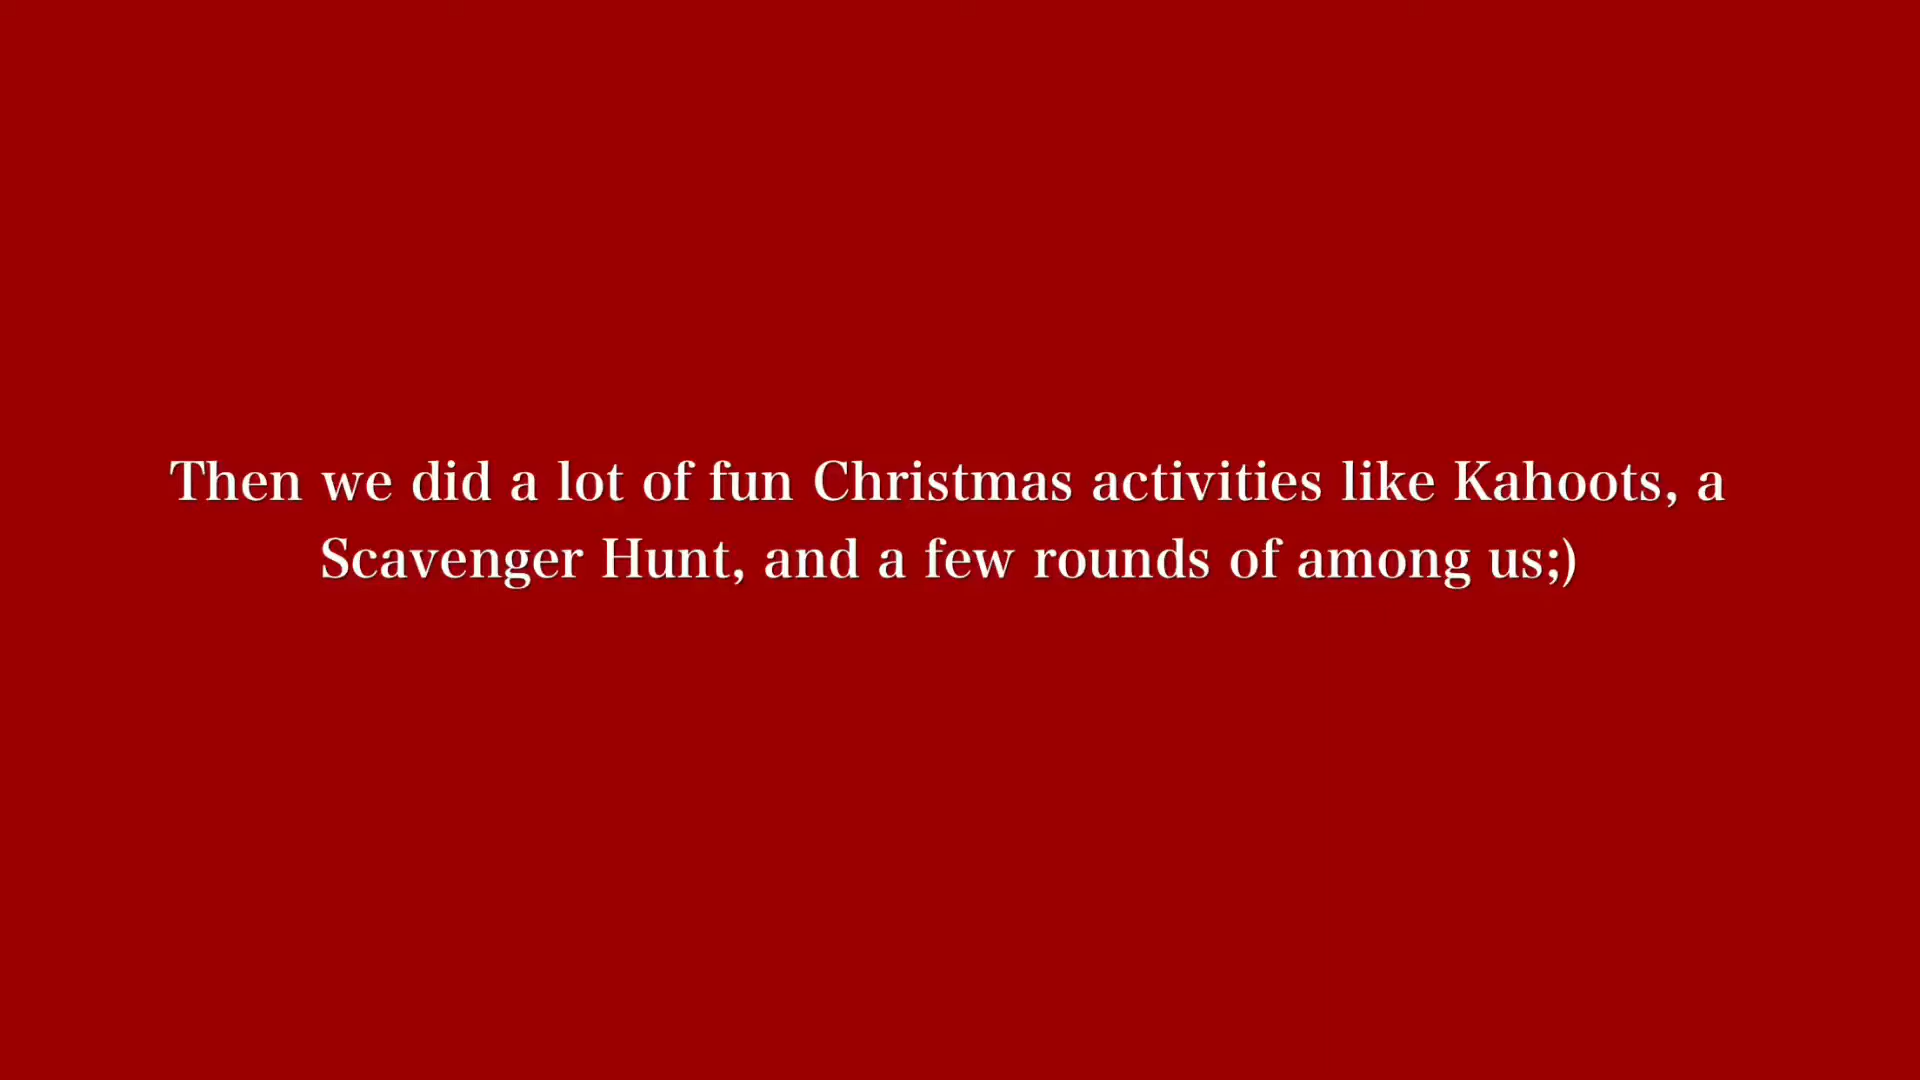 Then we did a lot of fun Christmas activities like Kahoots, a
Scavenger Hunt, and a few rounds of among us;)